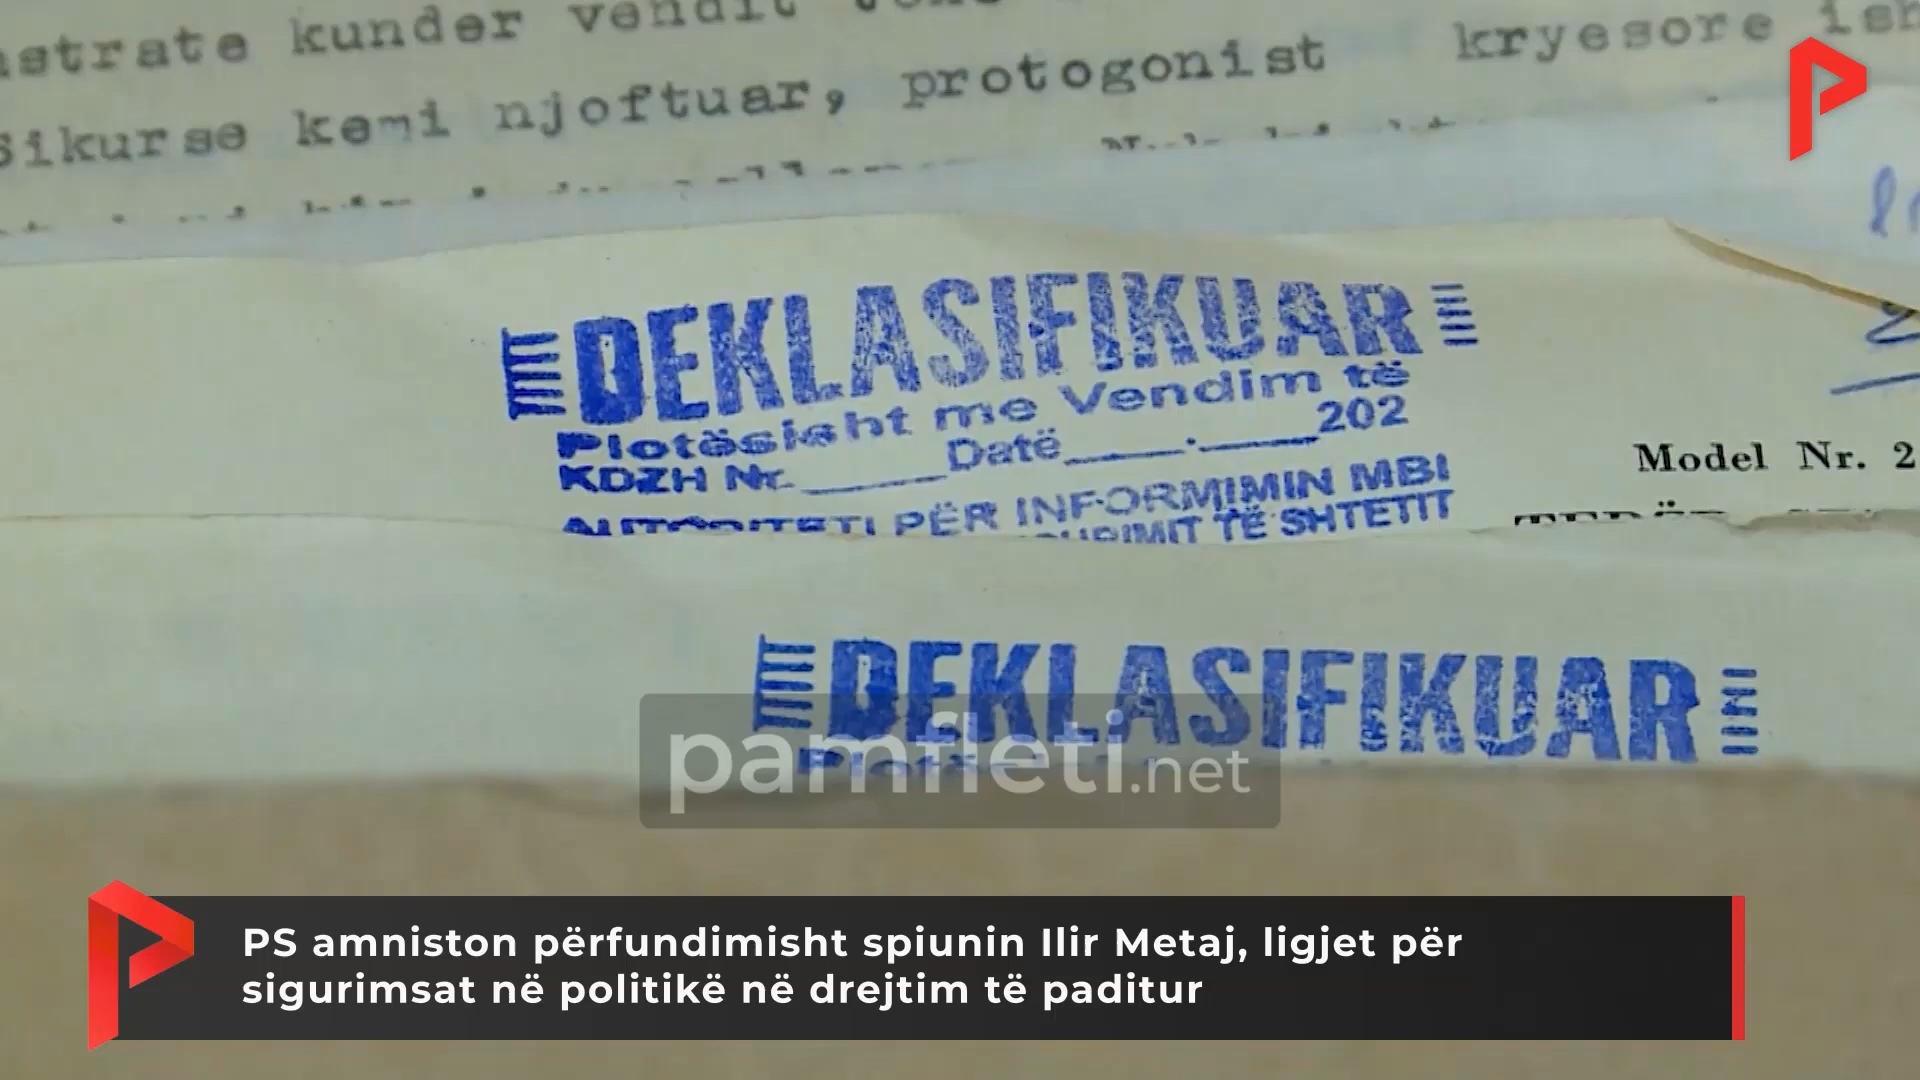 kunder vendit
Sikurse kemi njoftuar, protogonist kryesore
DEKLASIFIKUAR
Plotësisht me Vendim të
KDZH Nr. Datë 202
AUTORITETI PËR INFORMIMIN MBI
TË SHTETIT
Model Nr. 2
DEKLASIFIKUAR
pamfleti.net
PS amniston përfundimisht spiunin Ilir Metaj, ligjet për
sigurimsat në politikë në drejtim të paditur